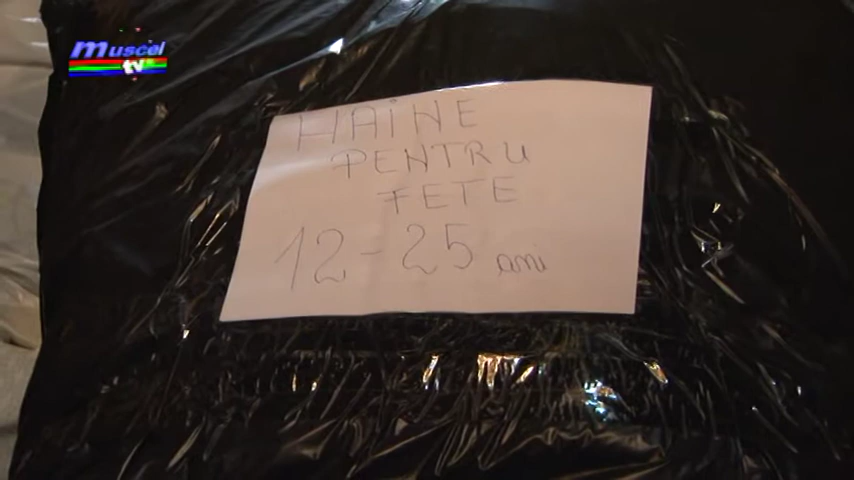 muscel
tv
HAINE
PENTRU
FETE
12-25 ani